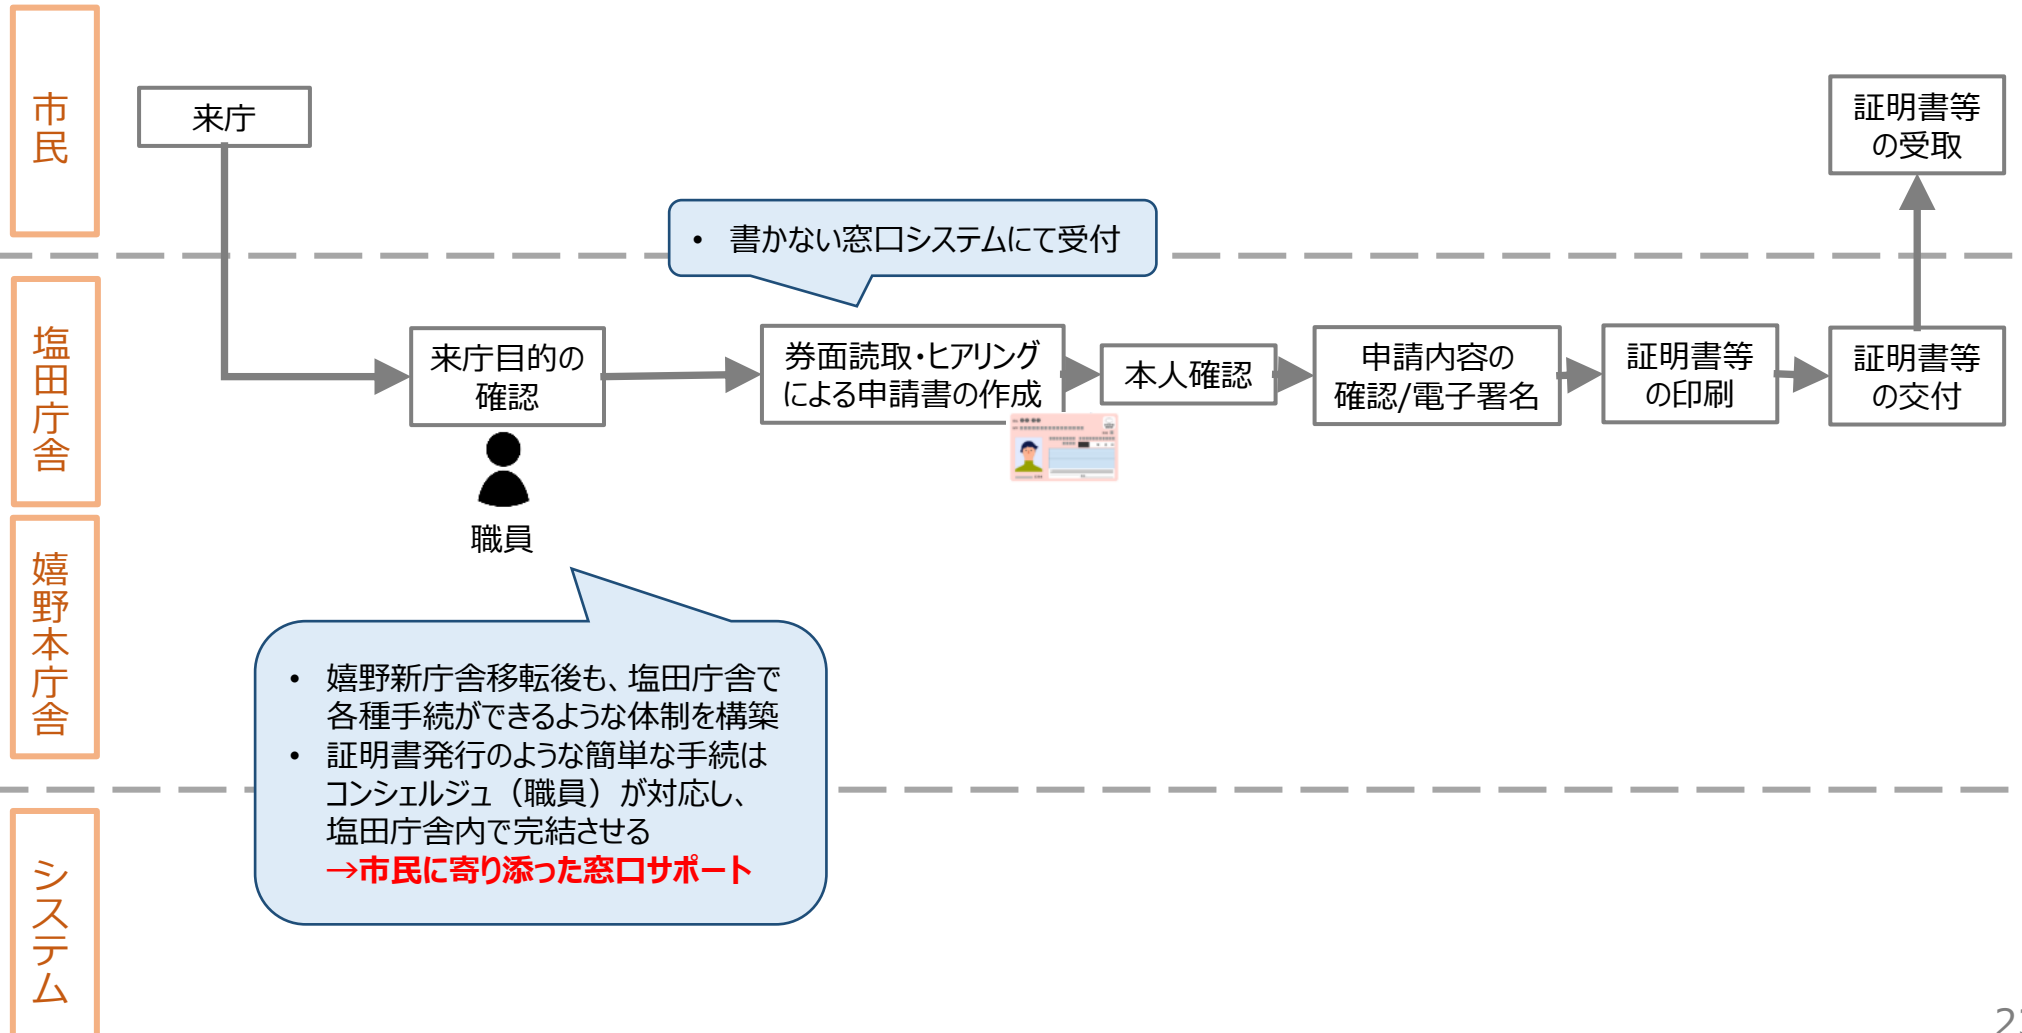 市民
来庁
証明書等
の受取
• 書かない窓口システムにて受付
塩田庁舎
来庁目的の
確認
券面読取・ヒアリング
による申請書の作成
本人確認
申請内容の
確認/電子署名
証明書等
の印刷
証明書等
の交付
職員
嬉野本庁舎
• 嬉野新庁舎移転後も、塩田庁舎で
各種手続ができるような体制を構築
• 証明書発行のような簡単な手続は
コンシェルジュ（職員）が対応し、
塩田庁舎内で完結させる
→市民に寄り添った窓口サポート
システム